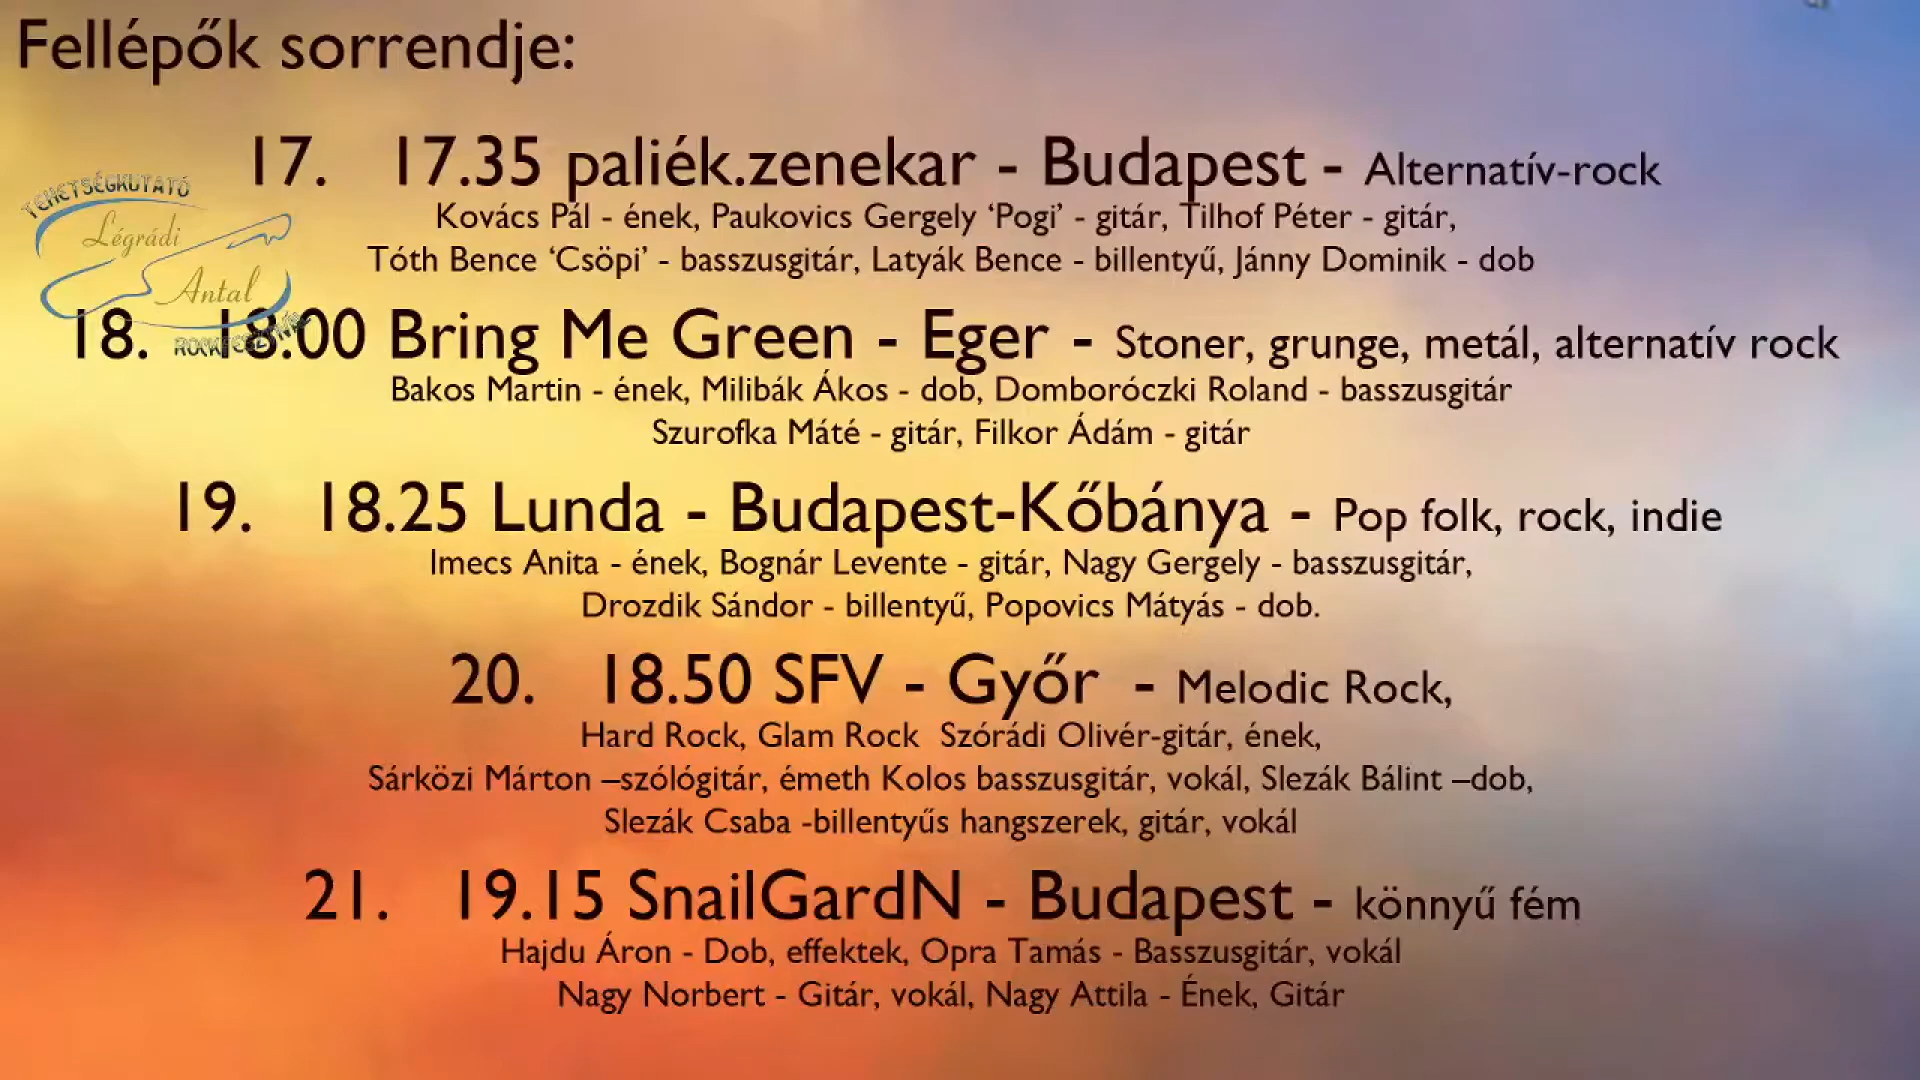 Fellépők sorrendje:
17. 17.35 paliék.zenekar - Budapest - Alternatív-rock
TEHETSÉGKUTATÓ
Légrádi
Antal
ROCKFESZTIVÁL
Kovács Pál - ének, Paukovics Gergely ‘Pogi’ - gitár, Tilhof Péter - gitár,
Tóth Bence ‘Csöpi’ - basszusgitár, Latyák Bence - billentyű, Jánny Dominik - dob
18. 18.00 Bring Me Green - Eger - Stoner, grunge, metál, alternatív rock
Bakos Martin - ének, Milibák Ákos - dob, Domboróczki Roland - basszusgitár
Szurofka Máté - gitár, Filkor Ádám - gitár
19. 18.25 Lunda - Budapest-Kőbánya - Pop folk, rock, indie
Imecs Anita - ének, Bognár Levente - gitár, Nagy Gergely - basszusgitár,
Drozdik Sándor - billentyű, Popovics Mátyás - dob.
20. 18.50 SFV - Győr - Melodic Rock,
Hard Rock, Glam Rock Szórádi Olivér-gitár, ének,
Sárközi Márton –szólógitár, émeth Kolos basszusgitár, vokál, Slezák Bálint –dob,
Slezák Csaba -billentyűs hangszerek, gitár, vokál
21. 19.15 SnailGardN - Budapest - könnyű fém
Hajdu Áron - Dob, effektek, Opra Tamás - Basszusgitár, vokál
Nagy Norbert - Gitár, vokál, Nagy Attila - Ének, Gitár